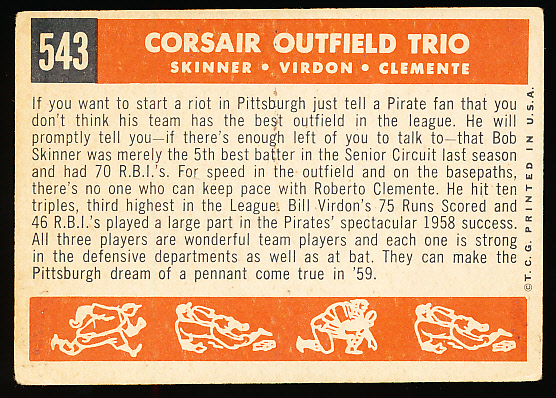 543
CORSAIR OUTFIELD TRIO
SKINNER • VIRDON • CLEMENTE
If you want to start a riot in Pittsburgh just tell a Pirate fan that you
don't think his team has the best outfield in the league. He will
promptly tell you—if there's enough left of you to talk to—that Bob
Skinner was merely the 5th best batter in the Senior Circuit last season
and had 70 R.B.I.'s. For speed in the outfield and on the basepaths,
there's no one who can keep pace with Roberto Clemente. He hit ten
triples, third highest in the League. Bill Virdon's 75 Runs Scored and
46 R.B.I.'s played a large part in the Pirates' spectacular 1958 success.
All three players are wonderful team players and each one is strong
in the defensive departments as well as at bat. They can make the
Pittsburgh dream of a pennant come true in '59.
© T.C.G. PRINTED IN U.S.A.